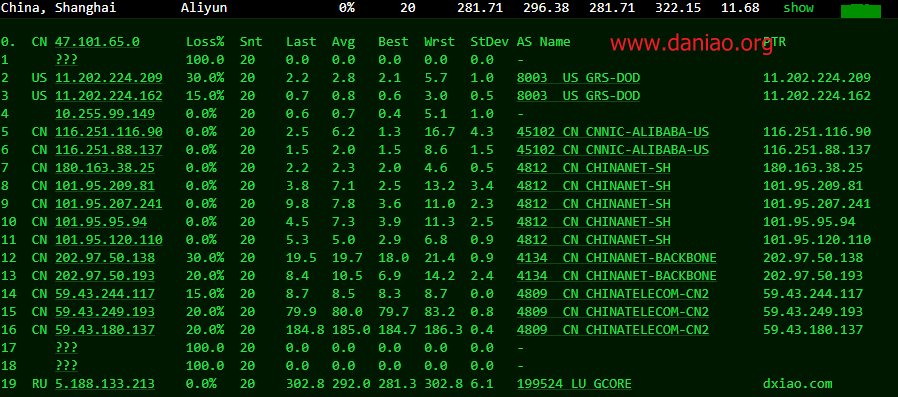 China, Shanghai Aliyun 0% 20 281.71 296.38 281.71 322.15 11.68 show
www.daniao.org
0. CN 47.101.65.0 Loss% Snt Last Avg Best Wrst StDev AS Name PTR
1 ??? 100.0 20 0.0 0.0 0.0 0.0 0.0 -
2 US 11.202.224.209 30.0% 20 2.2 2.8 2.1 5.7 1.0 8003 US GRS-DOD 11.202.224.209
3 US 11.202.224.162 15.0% 20 0.7 0.8 0.6 3.0 0.5 8003 US GRS-DOD 11.202.224.162
4 10.255.99.149 0.0% 20 0.6 0.7 0.4 5.1 1.0 -
5 CN 116.251.116.90 0.0% 20 2.5 6.2 1.3 16.7 4.3 45102 CN CNNIC-ALIBABA-US 116.251.116.90
6 CN 116.251.88.137 0.0% 20 1.5 2.0 1.5 8.6 1.5 45102 CN CNNIC-ALIBABA-US 116.251.88.137
7 CN 180.163.38.25 0.0% 20 2.2 2.3 2.0 4.6 0.5 4812 CN CHINANET-SH 180.163.38.25
8 CN 101.95.209.81 0.0% 20 3.8 7.1 2.5 13.2 3.4 4812 CN CHINANET-SH 101.95.209.81
9 CN 101.95.207.241 0.0% 20 9.8 7.8 3.6 11.0 2.3 4812 CN CHINANET-SH 101.95.207.241
10 CN 101.95.95.94 0.0% 20 4.5 7.3 3.9 11.3 2.5 4812 CN CHINANET-SH 101.95.95.94
11 CN 101.95.120.110 0.0% 20 5.3 5.0 2.9 6.8 0.9 4812 CN CHINANET-SH 101.95.120.110
12 CN 202.97.50.138 30.0% 20 19.5 19.7 18.0 21.4 0.9 4134 CN CHINANET-BACKBONE 202.97.50.138
13 CN 202.97.50.193 20.0% 20 8.4 10.5 6.9 14.2 2.4 4134 CN CHINANET-BACKBONE 202.97.50.193
14 CN 59.43.244.117 15.0% 20 8.7 8.5 8.3 8.7 0.0 4809 CN CHINATELECOM-CN2 59.43.244.117
15 CN 59.43.249.193 20.0% 20 79.9 80.0 79.7 83.2 0.8 4809 CN CHINATELECOM-CN2 59.43.249.193
16 CN 59.43.180.137 20.0% 20 184.8 185.0 184.7 186.3 0.4 4809 CN CHINATELECOM-CN2 59.43.180.137
17 ??? 100.0 20 0.0 0.0 0.0 0.0 0.0 -
18 ??? 100.0 20 0.0 0.0 0.0 0.0 0.0 -
19 RU 5.188.133.213 0.0% 20 302.8 292.0 281.3 302.8 6.1 199524 LU GCORE dxiao.com